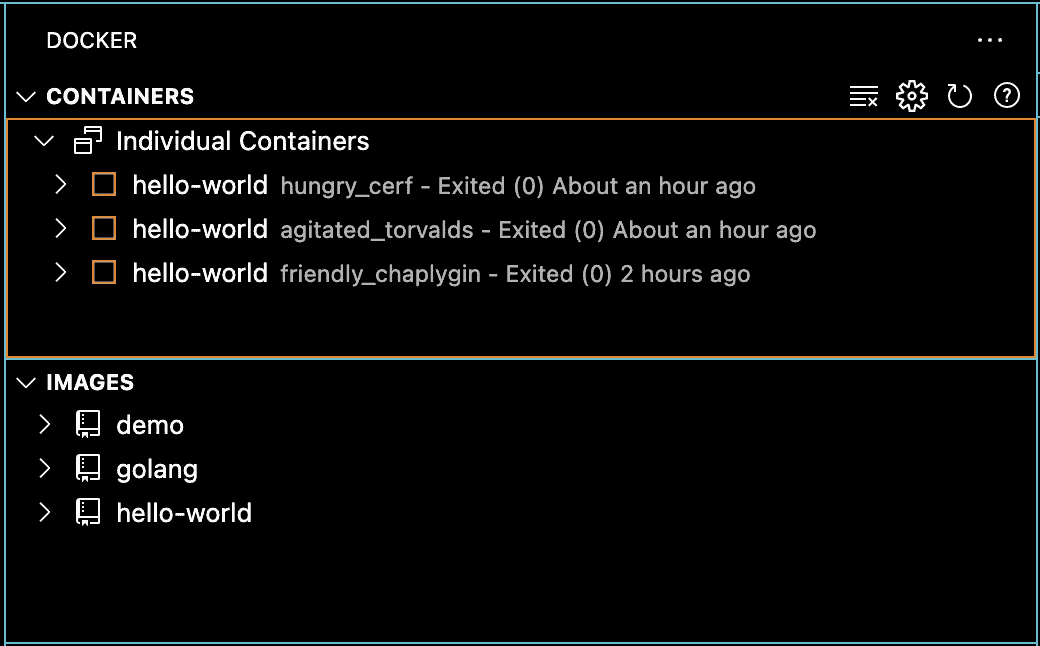 DOCKER
CONTAINERS
Individual Containers
hello-world hungry_cerf - Exited (0) About an hour ago
hello-world agitated_torvalds - Exited (0) About an hour ago
hello-world friendly_chaplygin - Exited (0) 2 hours ago
IMAGES
demo
golang
hello-world